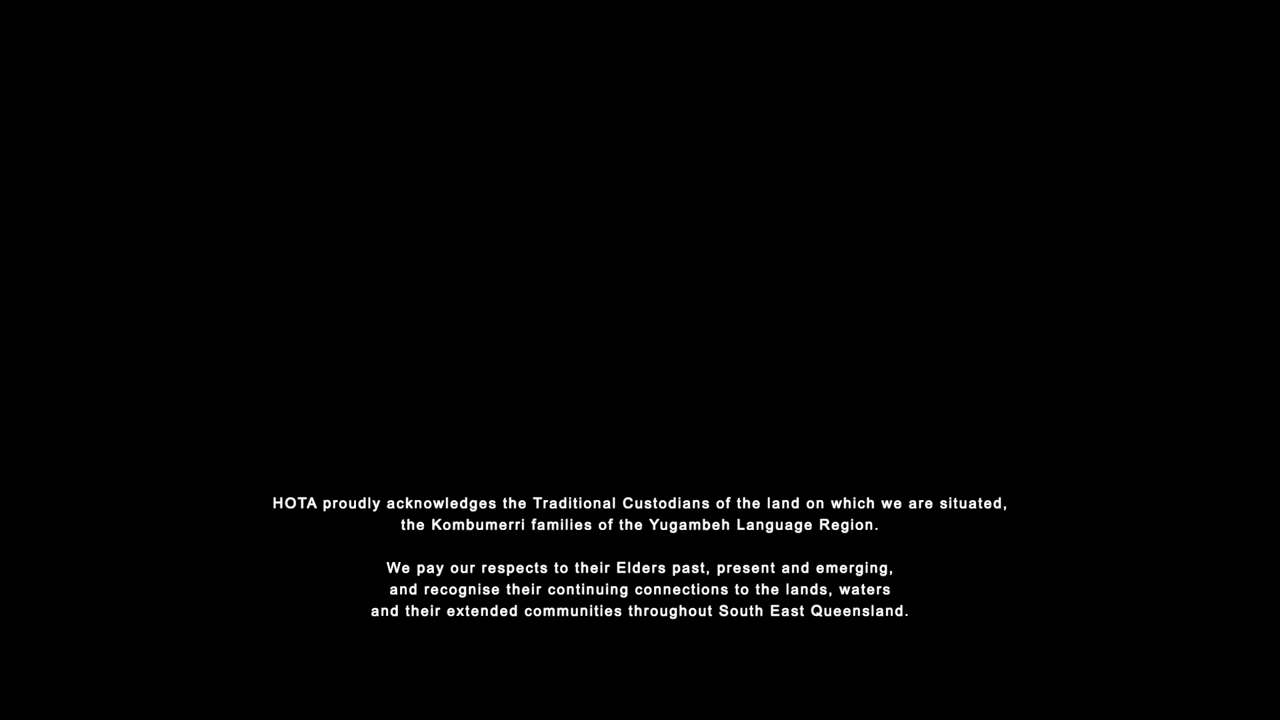 HOTA proudly acknowledges the Traditional Custodians of the land on which we are situated,
the Kombumerri families of the Yugambeh Language Region.
We pay our respects to their Elders past, present and emerging,
and recognise their continuing connections to the lands, waters
and their extended communities throughout South East Queensland.